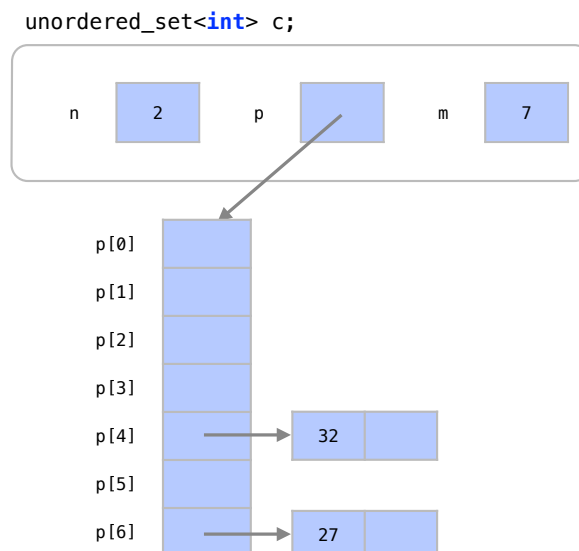 unordered_set<int> c;
n 2 p m 7
p[0]
p[1]
p[2]
p[3]
p[4] 32
p[5]
p[6] 27